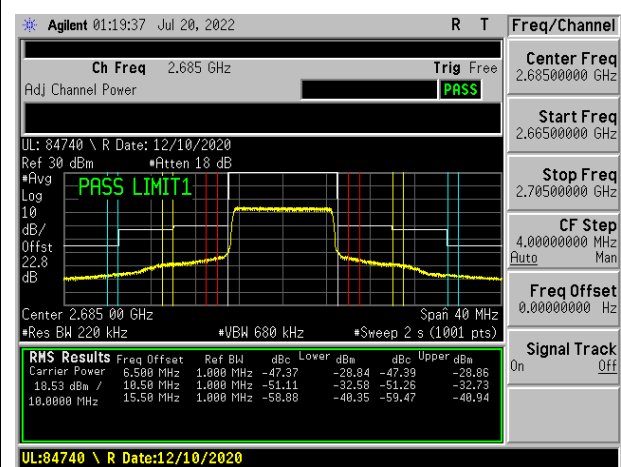 Agilent 01:19:37 Jul 20, 2022 R T Freq/Channel
Ch Freq 2.685 GHz Trig Free
Adj Channel Power PASS
UL: 84740 \ R Date: 12/10/2020
Ref 30 dBm #Atten 18 dB
#Avg
Log
10
dB/
Offst
22.8
dB
PASS LIMIT1
Center 2.685 00 GHz Span 40 MHz
#Res BW 220 kHz #VBW 680 kHz #Sweep 2 s (1001 pts)
RMS Results Freq Offset Ref BW dBc Lower dBm dBc Upper dBm
Carrier Power 6.500 MHz 1.000 MHz -47.37 -28.84 -47.39 -28.86
18.53 dBm / 10.50 MHz 1.000 MHz -51.11 -32.58 -51.26 -32.73
10.0000 MHz 15.50 MHz 1.000 MHz -58.88 -40.35 -59.47 -40.94
UL:84740 \ R Date:12/10/2020
Center Freq
2.68500000 GHz
Start Freq
2.66500000 GHz
Stop Freq
2.70500000 GHz
CF Step
4.00000000 MHz
Auto Man
Freq Offset
0.00000000 Hz
Signal Track
On Off